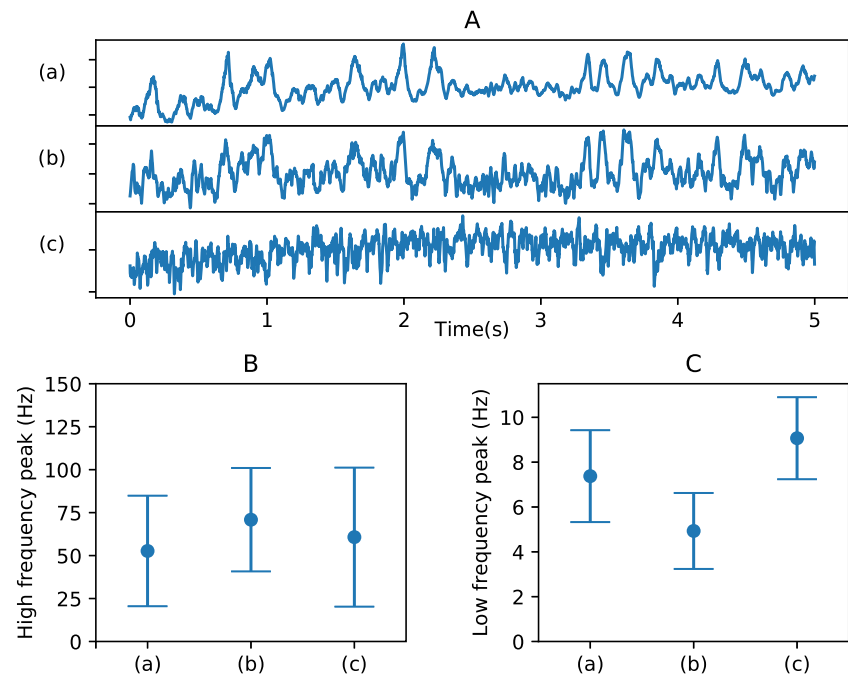 A
(a)
(b)
(c)
0 1 2 3 4 5
Time(s)
B
High frequency peak (Hz)
150
125
100
75
50
25
0
(a) (b) (c)
C
Low frequency peak (Hz)
10
8
6
4
2
0
(a) (b) (c)